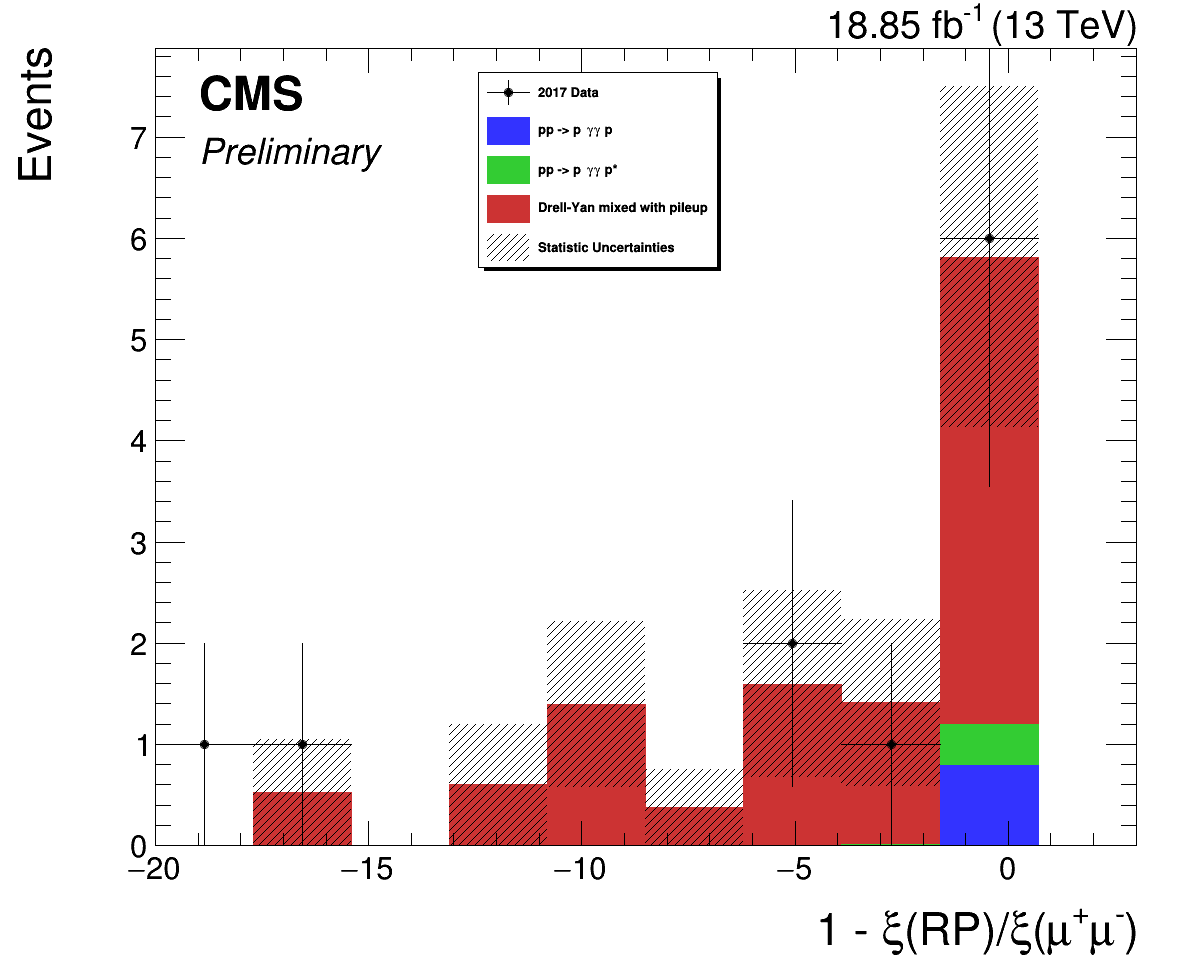 18.85 fb⁻¹ (13 TeV)
Events
CMS
Preliminary
2017 Data
pp -> p γγ p
pp -> p γγ p*
Drell-Yan mixed with pileup
Statistic Uncertainties
7
6
5
4
3
2
1
0
−20 −15 −10 −5 0
1 - ξ(RP)/ξ(μ⁺μ⁻)